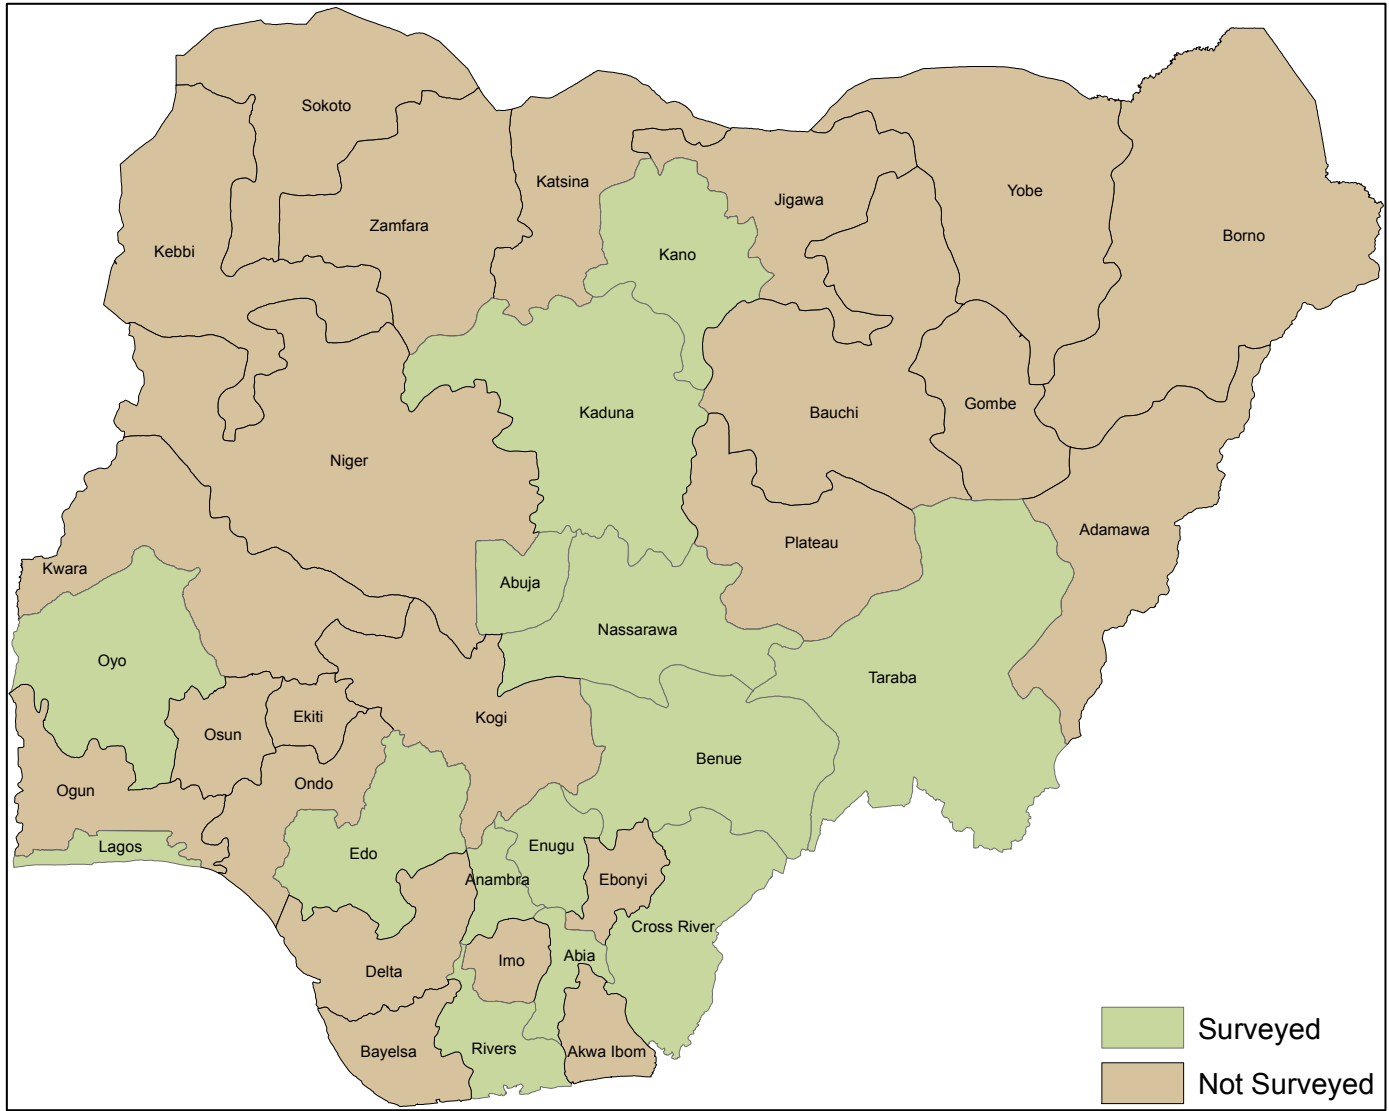 Sokoto
Katsina
Yobe
Jigawa
Zamfara
Borno
Kebbi
Kano
Gombe
Kaduna
Bauchi
Niger
Adamawa
Plateau
Kwara
Abuja
Nassarawa
Oyo
Taraba
Ekiti
Kogi
Osun
Benue
Ondo
Ogun
Lagos
Enugu
Edo
Anambra
Ebonyi
Cross River
Abia
Imo
Delta
Surveyed
Rivers
Bayelsa
Akwa Ibom
Not Surveyed